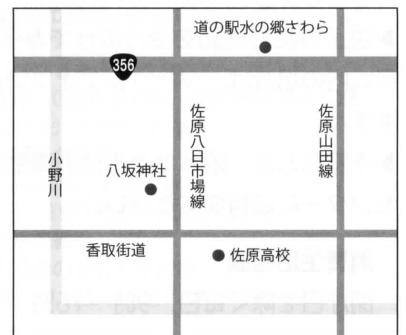 道の駅水の郷さわら
356
佐原八日市場線
佐原山田線
小野川
八坂神社
香取街道
佐原高校